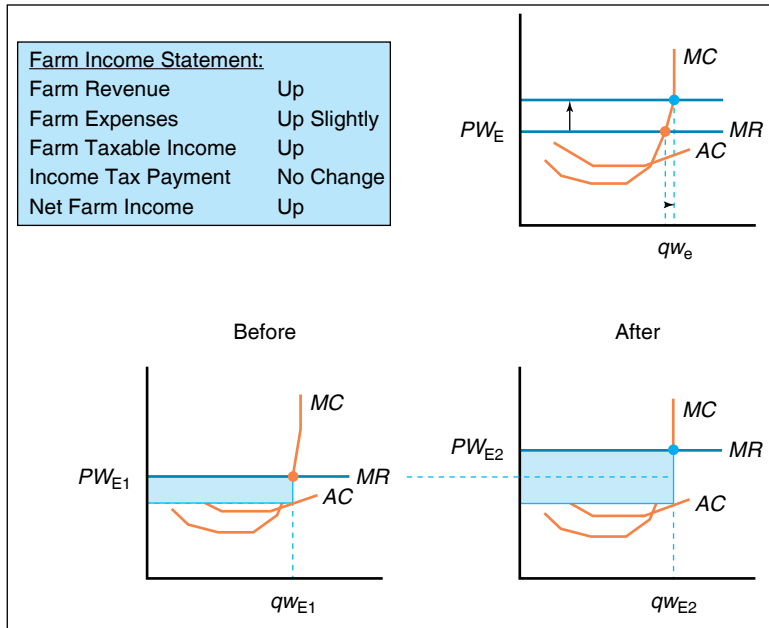 Farm Income Statement:
Farm Revenue Up
Farm Expenses Up Slightly
Farm Taxable Income Up
Income Tax Payment No Change
Net Farm Income Up
MC
PW_E
MR
AC
qw_e
Before
After
MC
PW_E1
MR
AC
qw_E1
MC
PW_E2
MR
AC
qw_E2